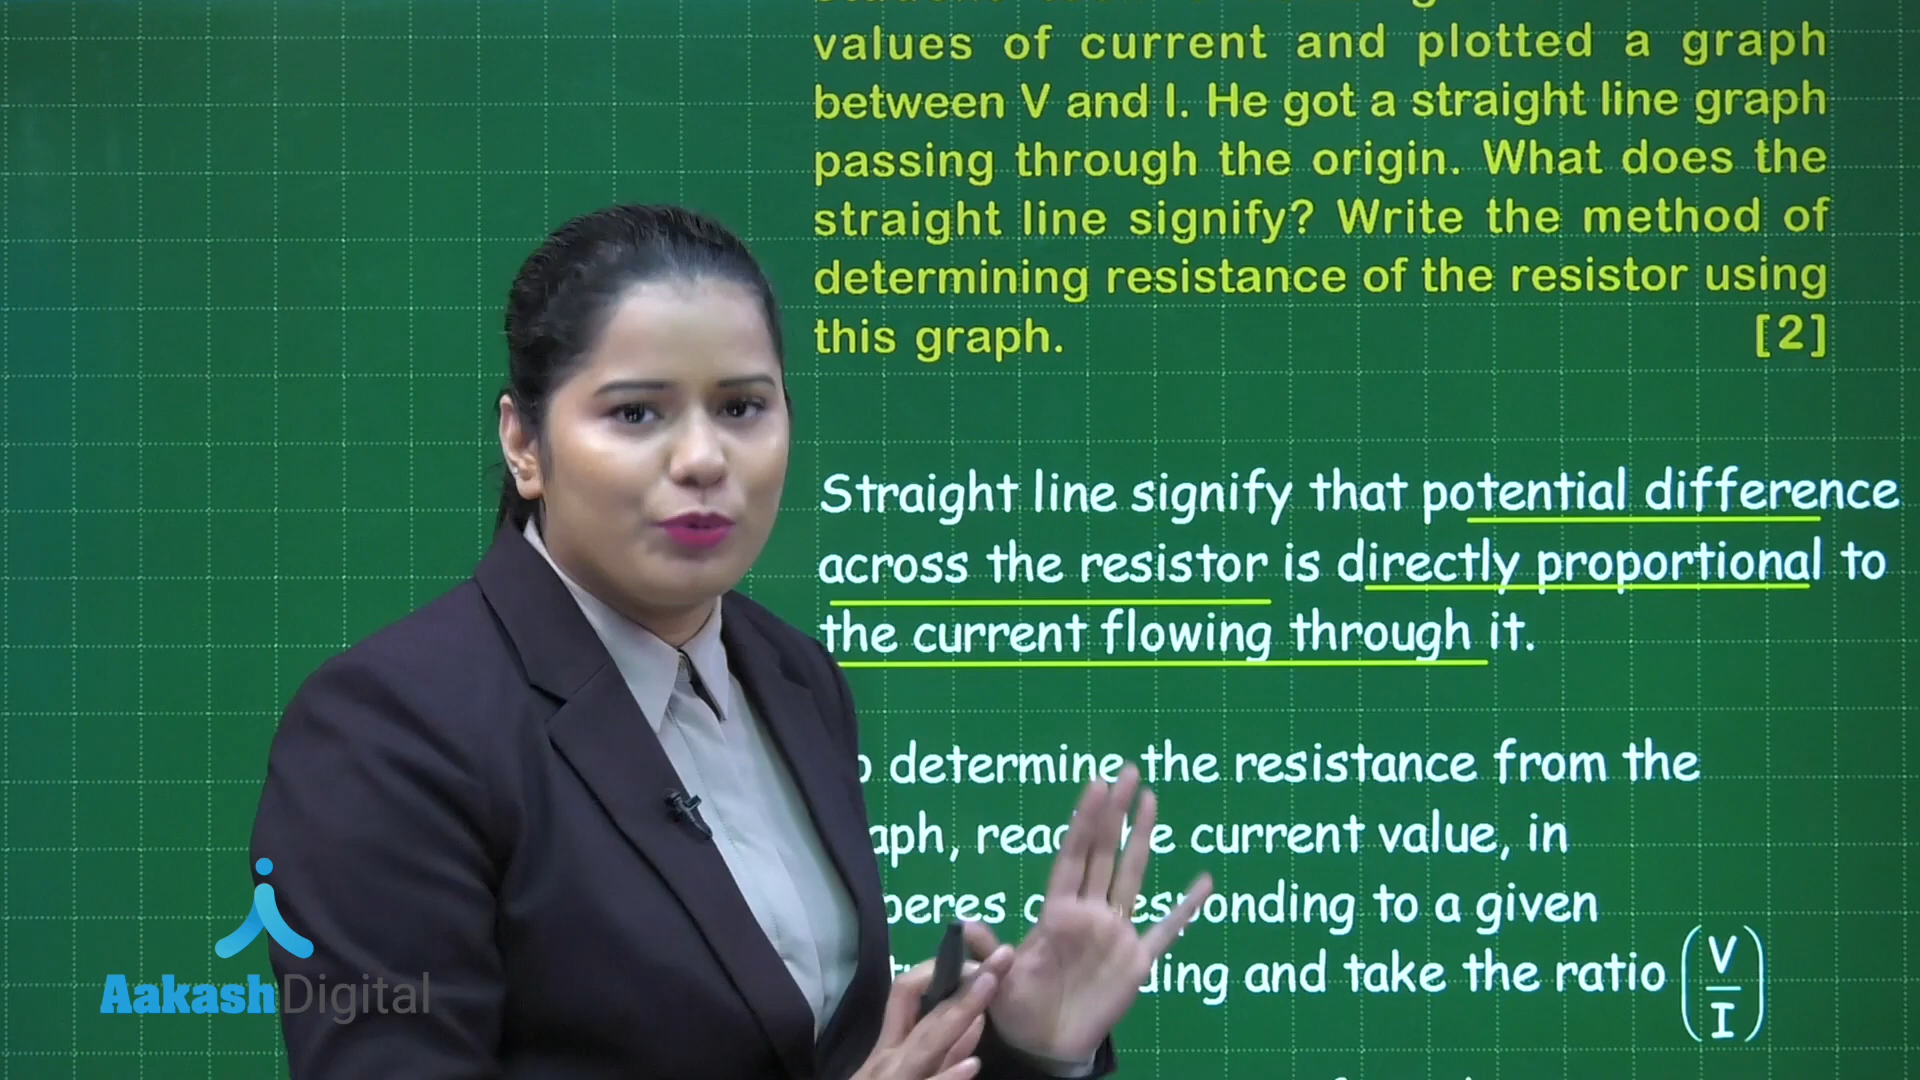 values of current and plotted a graph
between V and I. He got a straight line graph
passing through the origin. What does the
straight line signify? Write the method of
determining resistance of the resistor using
this graph. [2]
Straight line signify that potential difference
across the resistor is directly proportional to
the current flowing through it.
determine the resistance from the
current value, in
to a given
and take the ratio (V/I)
Aakash Digital